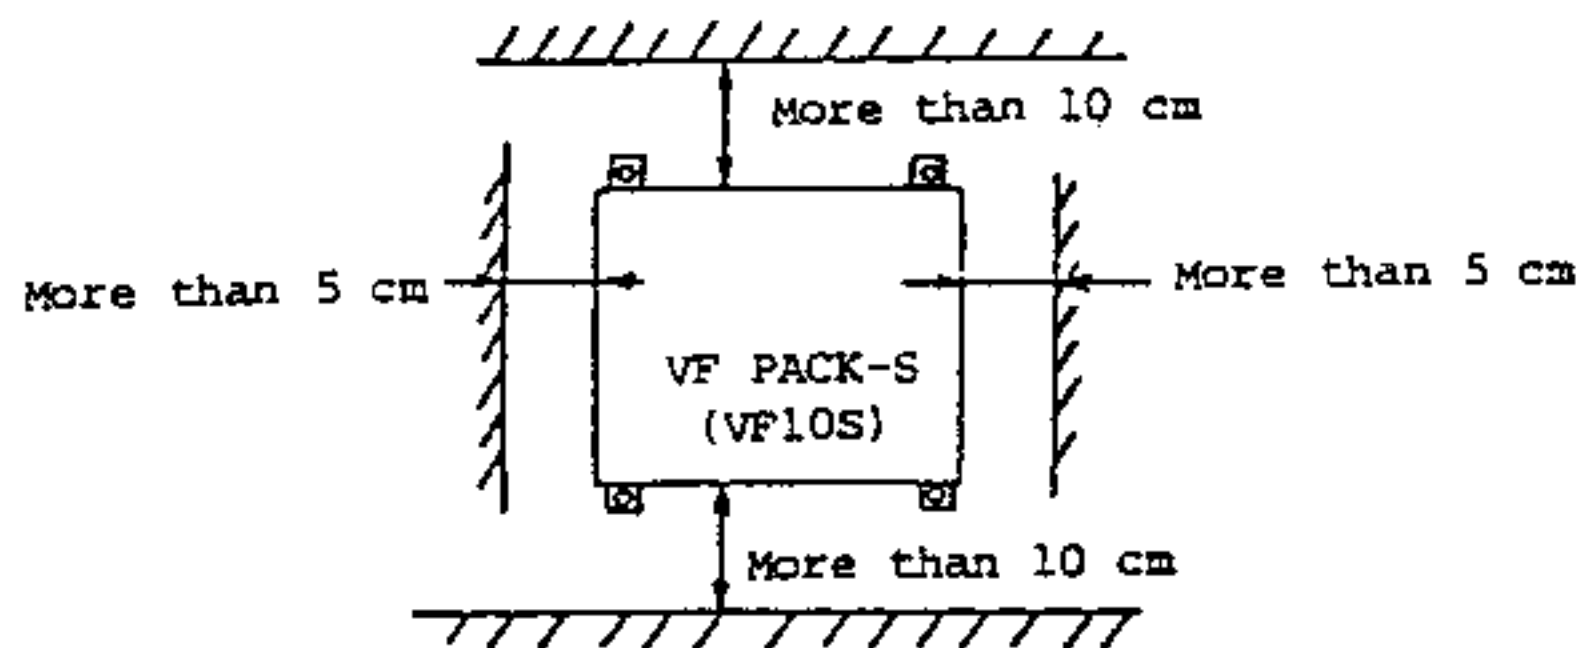 More than 10 cm
More than 5 cm
More than 5 cm
VF PACK-S
(VF10S)
More than 10 cm